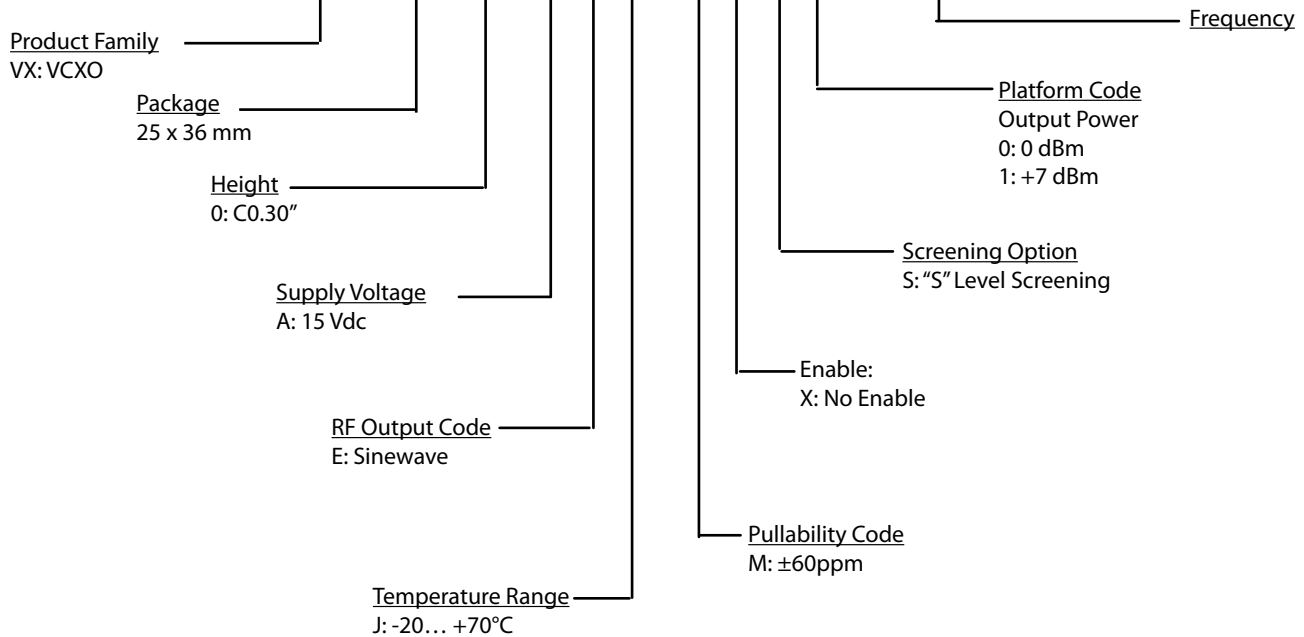 Frequency
Product Family
VX: VCXO
Platform Code
Output Power
0: 0 dBm
1: +7 dBm
Package
25 x 36 mm
Height
0: C0.30”
Screening Option
S: “S” Level Screening
Supply Voltage
A: 15 Vdc
Enable:
X: No Enable
RF Output Code
E: Sinewave
Pullability Code
M: ±60ppm
Temperature Range
J: -20… +70°C